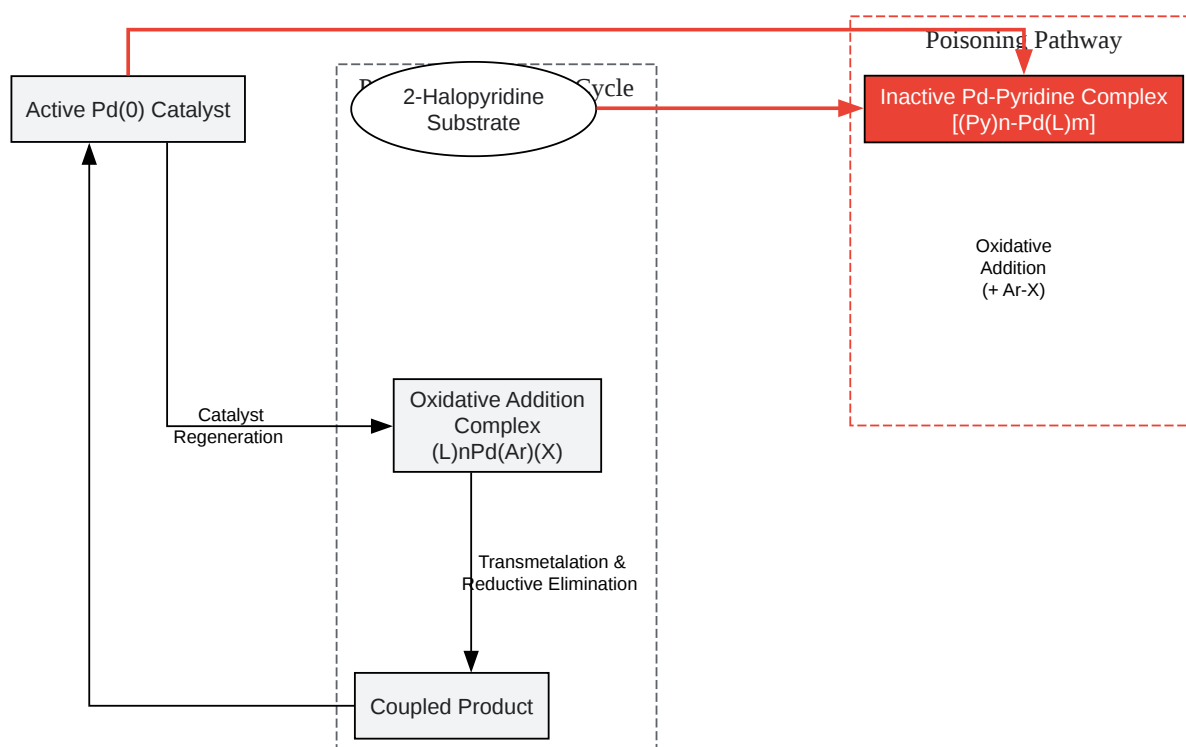 Poisoning Pathway
Cycle
Active Pd(0) Catalyst
2-Halopyridine
Substrate
Inactive Pd-Pyridine Complex
[(Py)n-Pd(L)m]
Oxidative
Addition
(+ Ar-X)
Oxidative Addition
Complex
(L)nPd(Ar)(X)
Catalyst
Regeneration
Transmetalation &
Reductive Elimination
Coupled Product